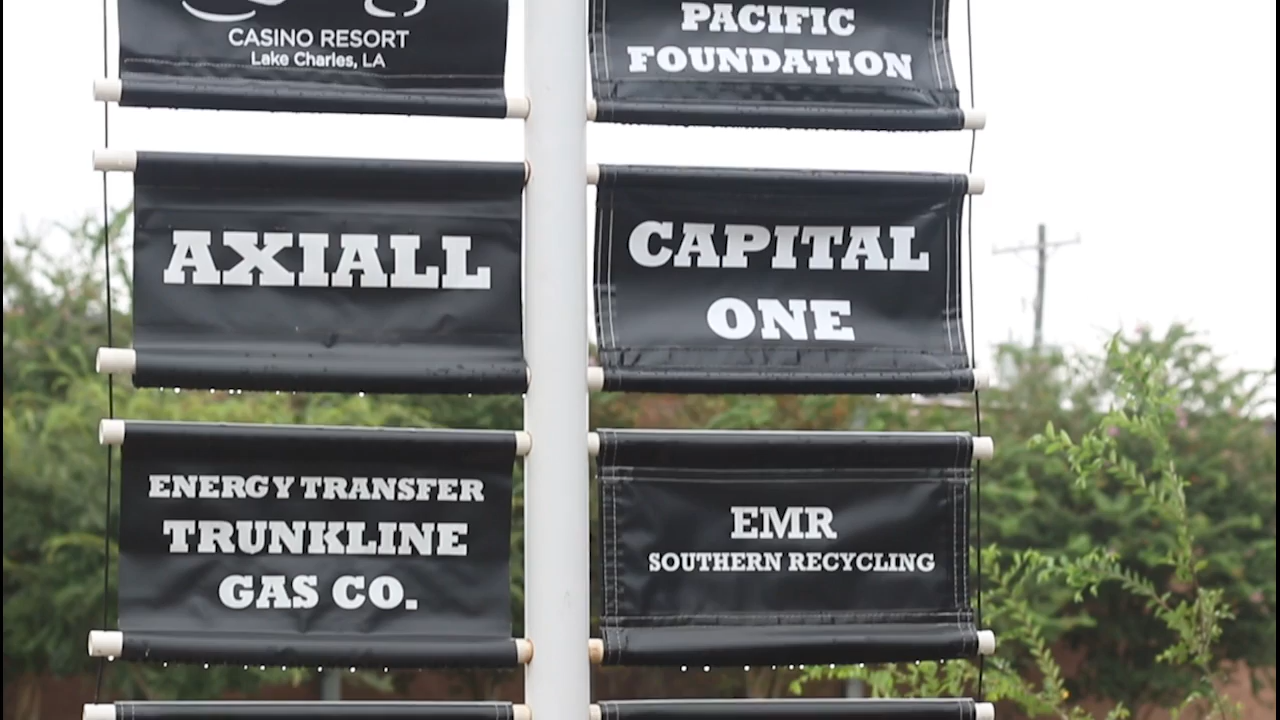 CASINO RESORT
Lake Charles, LA
PACIFIC
FOUNDATION
AXIALL
CAPITAL
ONE
ENERGY TRANSFER
TRUNKLINE
GAS CO.
EMR
SOUTHERN RECYCLING